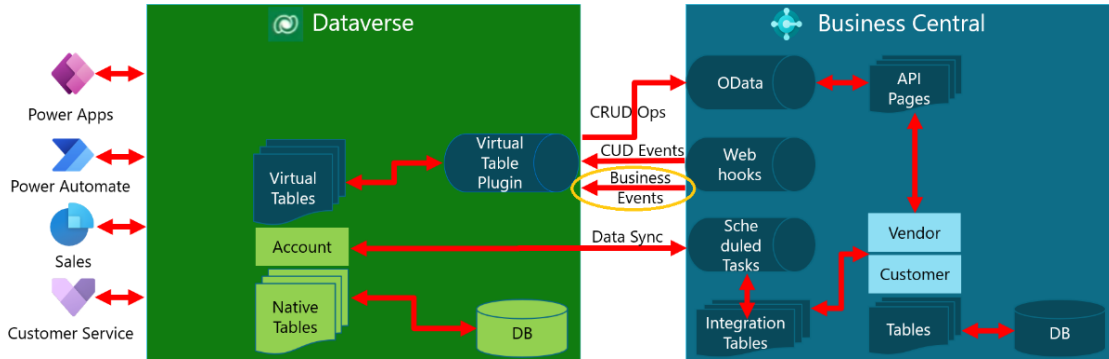 Dataverse
Business Central
Power Apps
Power Automate
Sales
Customer Service
Virtual
Tables
Virtual
Table
Plugin
Account
Native
Tables
DB
CRUD Ops
CUD Events
Business
Events
Data Sync
OData
API
Pages
Web
hooks
Sche
duled
Tasks
Vendor
Customer
Integration
Tables
Tables
DB